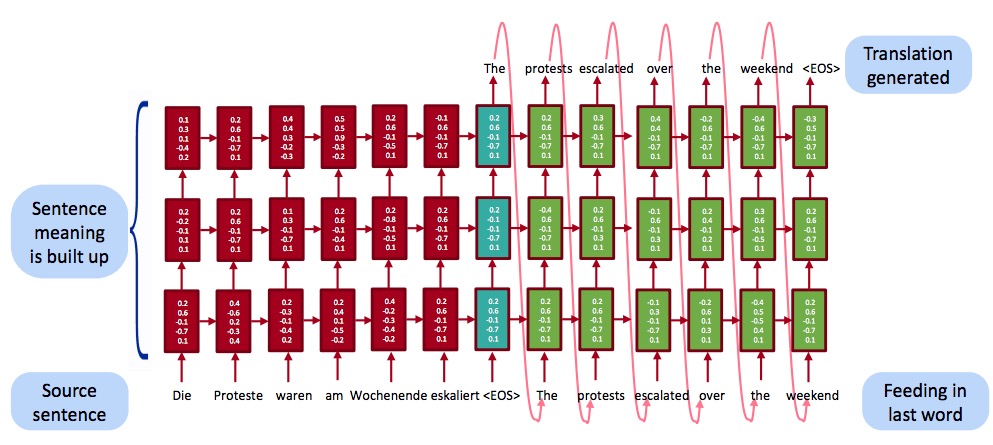 The protests escalated over the weekend <EOS>
Translation
generated
0.1 0.2 0.4 0.5 0.2 -0.1 0.2 0.2 0.3 0.4 -0.2 -0.4 -0.3
0.3 0.6 0.4 0.5 0.6 0.6 0.6 0.6 0.6 0.4 0.6 0.6 0.5
0.1 -0.1 0.3 0.9 -0.1 -0.1 -0.1 -0.1 -0.1 -0.1 -0.1 -0.1 -0.1
-0.4 -0.7 -0.2 -0.3 -0.5 -0.7 -0.7 -0.7 -0.7 -0.7 -0.7 -0.7 -0.7
0.2 0.1 -0.3 -0.2 0.1 0.1 0.1 0.1 0.1 0.1 0.1 0.1 0.1
Sentence
meaning
is built up
0.2 0.2 0.1 0.2 0.2 0.2 0.2 -0.4 0.2 -0.1 0.2 0.3 0.2
-0.2 0.6 0.3 0.6 -0.8 0.6 -0.1 0.6 0.6 0.6 0.4 0.6 0.6
-0.1 -0.1 -0.1 -0.1 -0.1 -0.1 -0.1 -0.1 -0.1 -0.1 -0.1 -0.1 -0.1
0.1 -0.7 -0.7 -0.4 -0.5 -0.7 -0.7 -0.7 0.3 0.3 0.2 -0.5 -0.7
0.1 0.1 0.1 0.1 0.1 0.1 0.1 0.1 0.1 0.1 0.1 0.1 0.1
0.2 0.4 0.2 0.2 0.4 0.2 0.2 0.2 0.2 -0.1 -0.2 -0.4 0.2
0.6 -0.6 -0.3 0.4 -0.2 0.6 0.6 0.6 0.6 0.3 0.6 0.5 0.6
-0.1 0.2 -0.1 0.1 -0.3 -0.1 -0.1 -0.1 -0.1 -0.1 0.1 -0.5 -0.1
-0.7 -0.3 -0.4 -0.5 -0.4 -0.7 -0.7 -0.7 -0.7 -0.7 0.3 0.4 -0.7
0.1 0.4 0.2 -0.2 -0.2 0.1 0.1 0.1 0.1 0.1 0.1 0.1 0.1
Source
sentence
Die Proteste waren am Wochenende eskaliert <EOS> The protests escalated over the weekend
Feeding in
last word